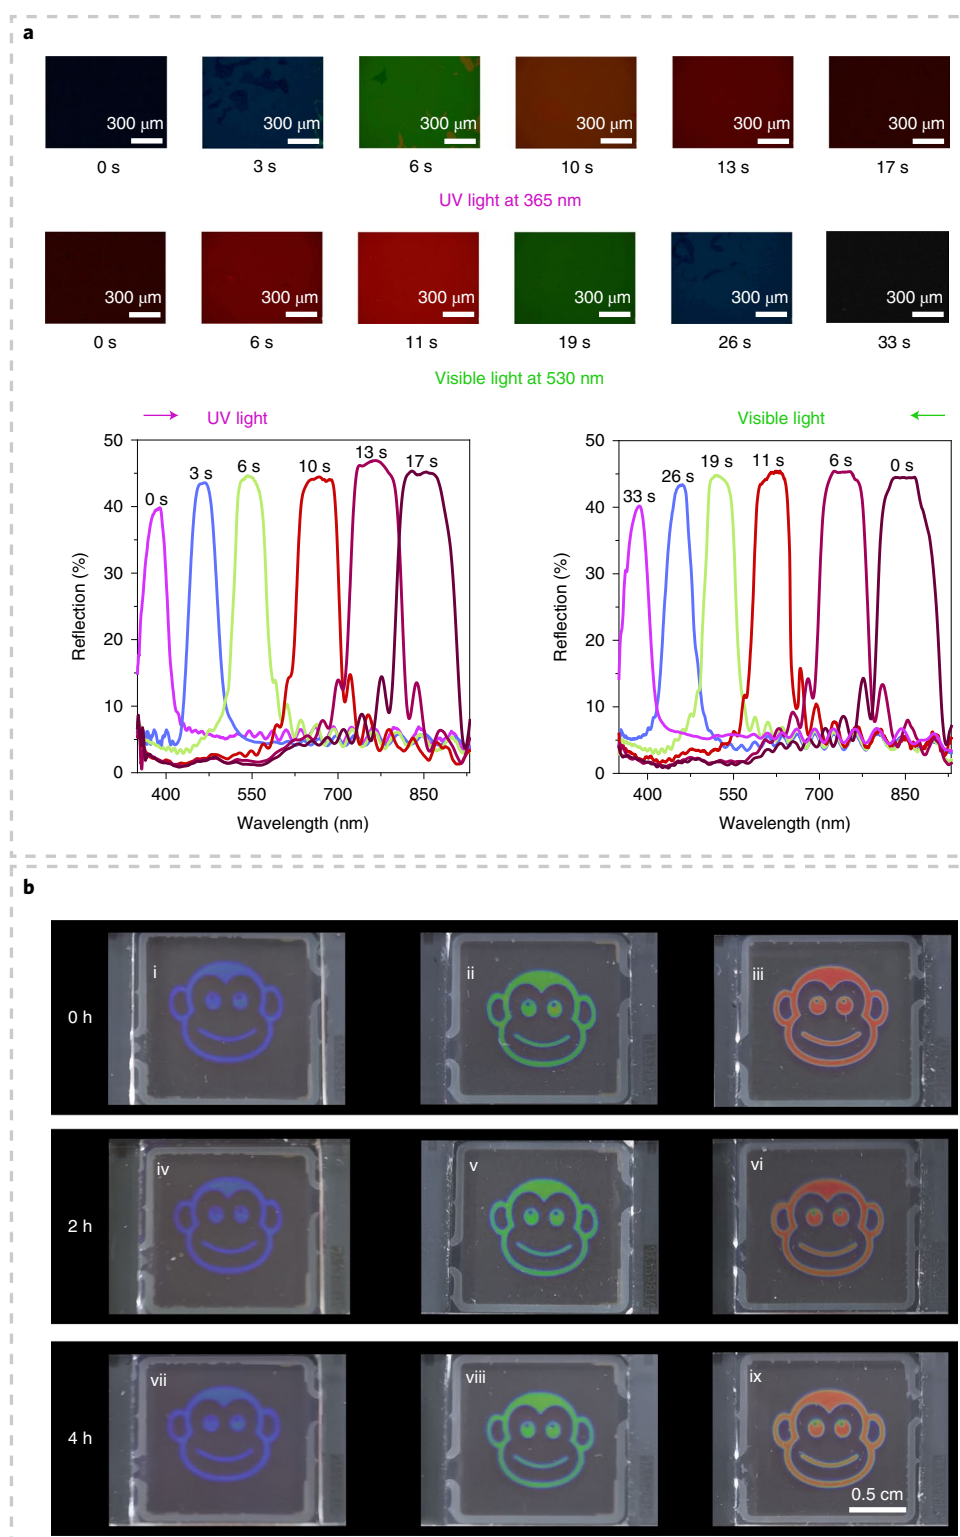 a
300 μm 300 μm 300 μm 300 μm 300 μm 300 μm
0 s 3 s 6 s 10 s 13 s 17 s
UV light at 365 nm
300 μm 300 μm 300 μm 300 μm 300 μm 300 μm
0 s 6 s 11 s 19 s 26 s 33 s
Visible light at 530 nm
UV light
50
40
30
20
10
0
Reflection (%)
0 s 3 s 6 s 10 s 13 s 17 s
400 550 700 850
Wavelength (nm)
Visible light
50
40
30
20
10
0
Reflection (%)
33 s 26 s 19 s 11 s 6 s 0 s
400 550 700 850
Wavelength (nm)
b
0 h
i ii iii
2 h
iv v vi
4 h
vii viii ix
0.5 cm